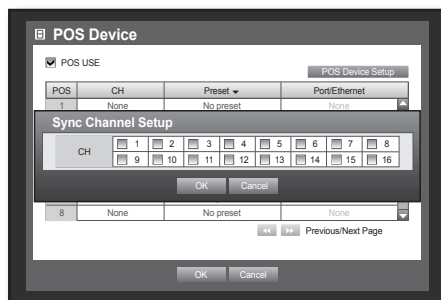 POS Device
POS USE
POS Device Setup
POS CH Preset Port/Ethernet
1 None No preset None
Sync Channel Setup
CH 1 2 3 4 5 6 7 8
9 10 11 12 13 14 15 16
OK Cancel
8 None No preset None
Previous/Next Page
OK Cancel